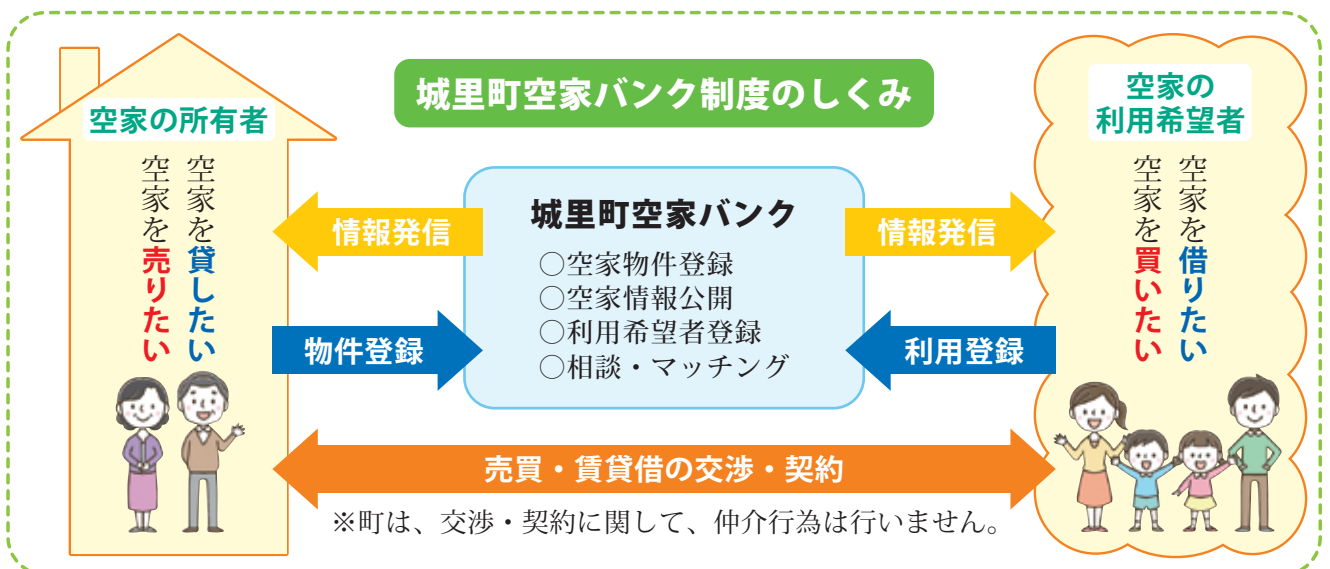 城里町空家バンク制度のしくみ
空家の所有者
空家を貸したい
空家を売りたい
情報発信
物件登録
城里町空家バンク
○空家物件登録
○空家情報公開
○利用希望者登録
○相談・マッチング
情報発信
利用登録
空家の
利用希望者
空家を借りたい
空家を買いたい
売買・賃貸借の交渉・契約
※町は、交渉・契約に関して、仲介行為は行いません。